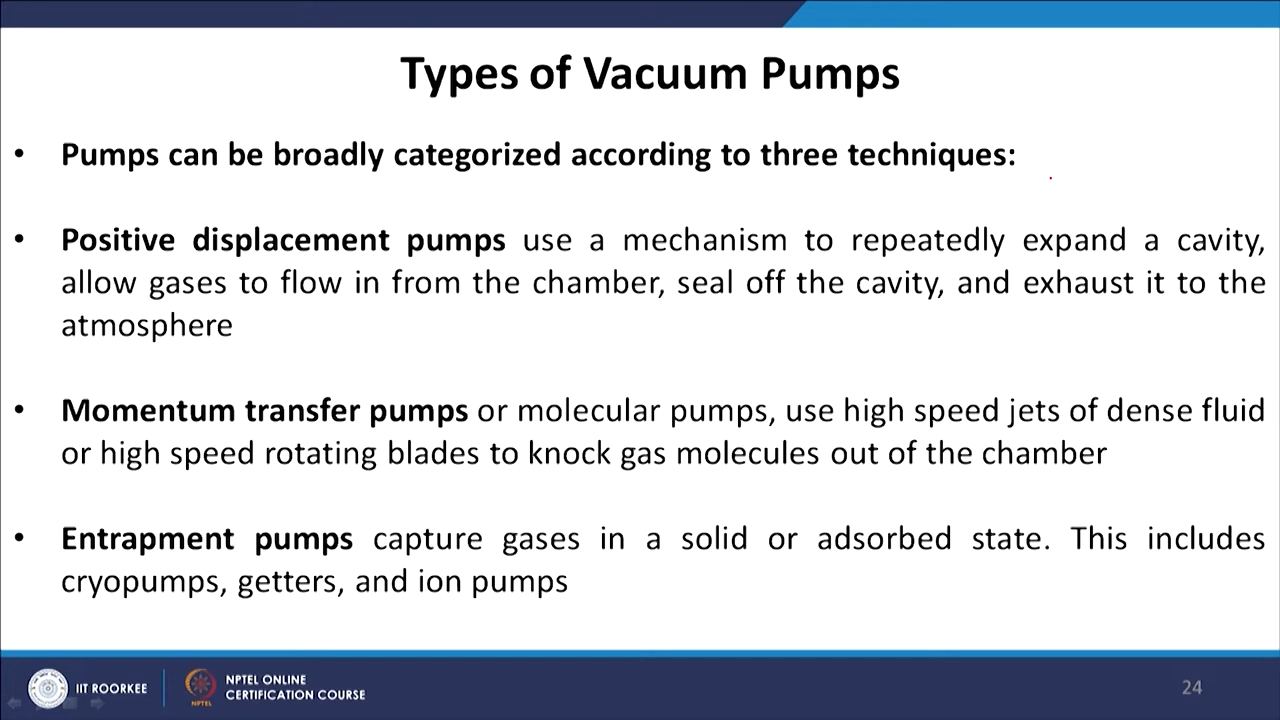 Types of Vacuum Pumps
• Pumps can be broadly categorized according to three techniques:
• Positive displacement pumps use a mechanism to repeatedly expand a cavity,
allow gases to flow in from the chamber, seal off the cavity, and exhaust it to the
atmosphere
• Momentum transfer pumps or molecular pumps, use high speed jets of dense fluid
or high speed rotating blades to knock gas molecules out of the chamber
• Entrapment pumps capture gases in a solid or adsorbed state. This includes
cryopumps, getters, and ion pumps
IIT ROORKEE
NPTEL
NPTEL ONLINE
CERTIFICATION COURSE
24